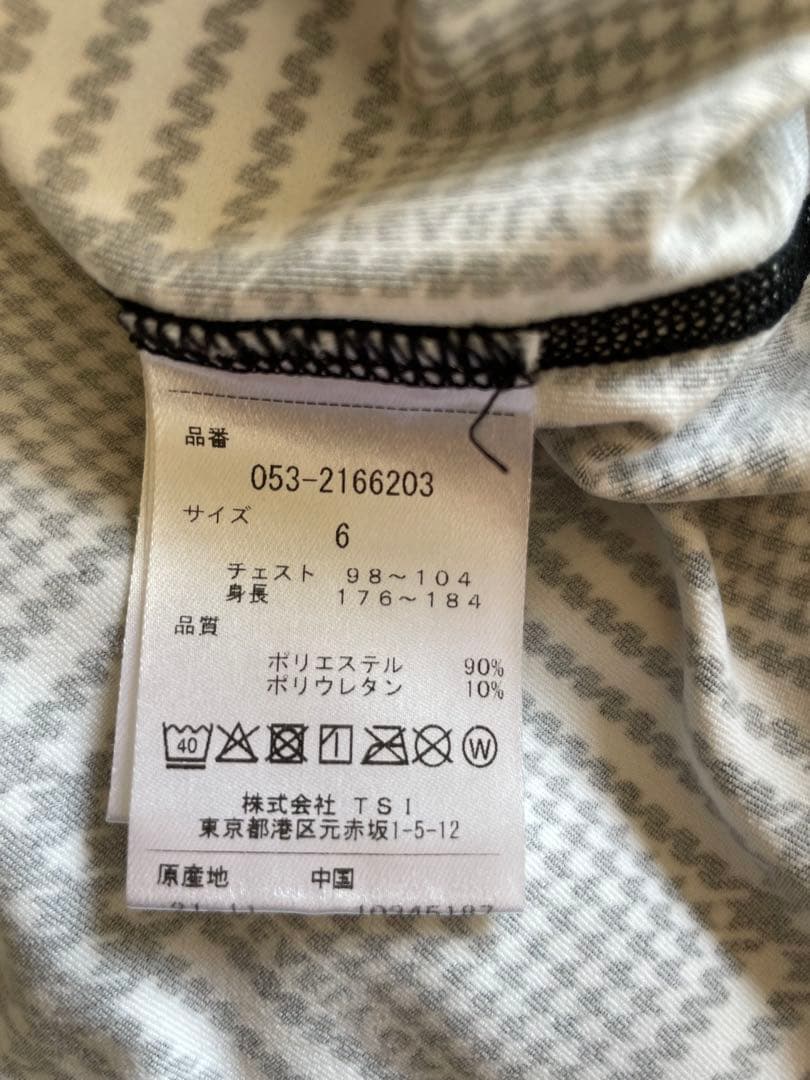 品番
053-2166203
サイズ
6
チェスト 98～104
身長 176～184
品質
ポリエステル 90%
ポリウレタン 10%
40
W
株式会社 TSI
東京都港区元赤坂1-5-12
原産地 中国